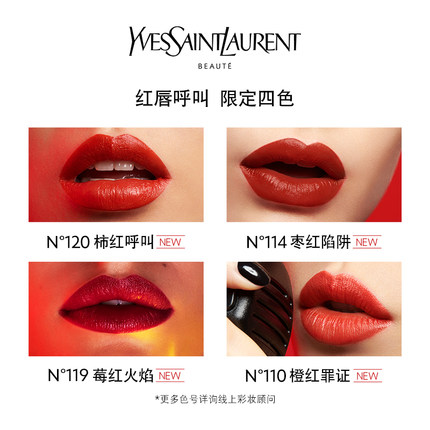 YVESSAINTLAURENT
BEAUTÉ
红唇呼叫 限定四色
N°120 柿红呼叫 NEW
N°114 枣红陷阱 NEW
N°119 莓红火焰 NEW
N°110 橙红罪证 NEW
*更多色号详询线上彩妆顾问